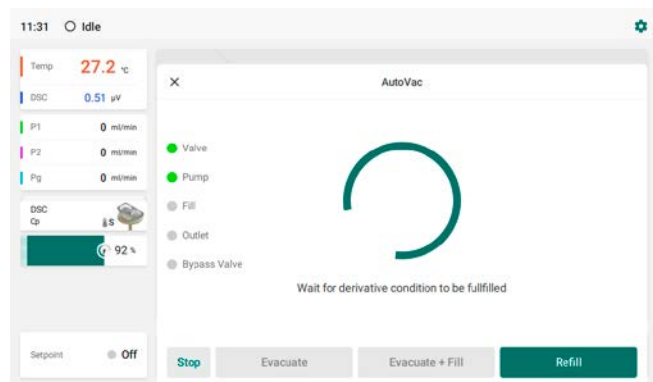 11:31 Idle
Temp 27.2 °C
DSC 0.51 µV
P1 0 ml/min
P2 0 ml/min
Pg 0 ml/min
DSC
Cp S
92 %
Setpoint Off
AutoVac
Valve
Pump
Fill
Outlet
Bypass Valve
Wait for derivative condition to be fullfilled
Stop Evacuate Evacuate + Fill Refill